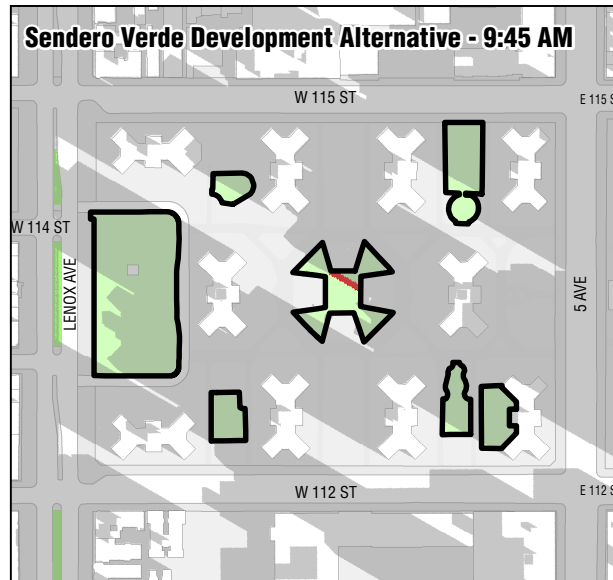 Sendero Verde Development Alternative - 9:45 AM
W 115 ST
E 115 S
W 114 ST
LENOX AVE
5 AVE
W 112 ST
E 112 S